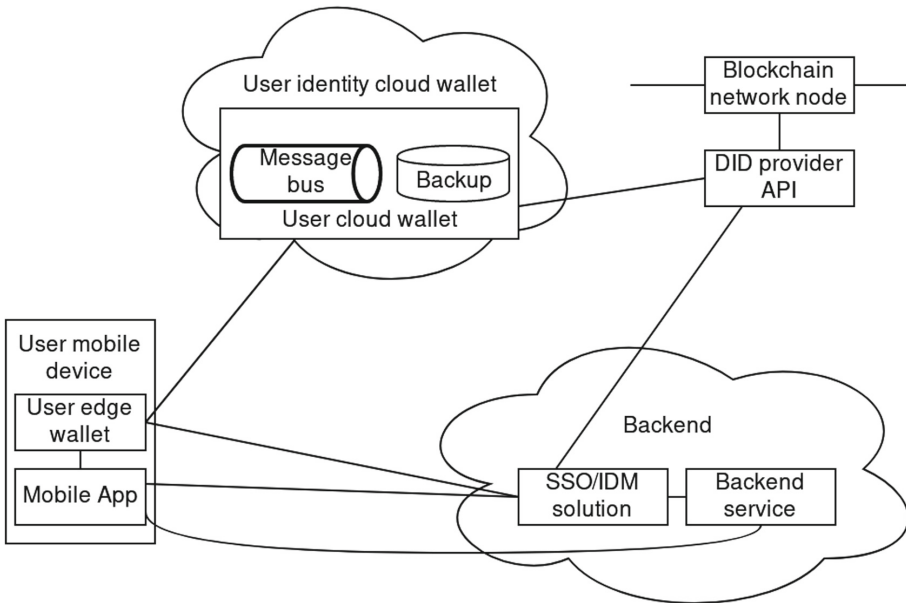 User identity cloud wallet
Message
bus
Backup
User cloud wallet
Blockchain
network node
DID provider
API
User mobile
device
User edge
wallet
Mobile App
Backend
SSO/IDM
solution
Backend
service